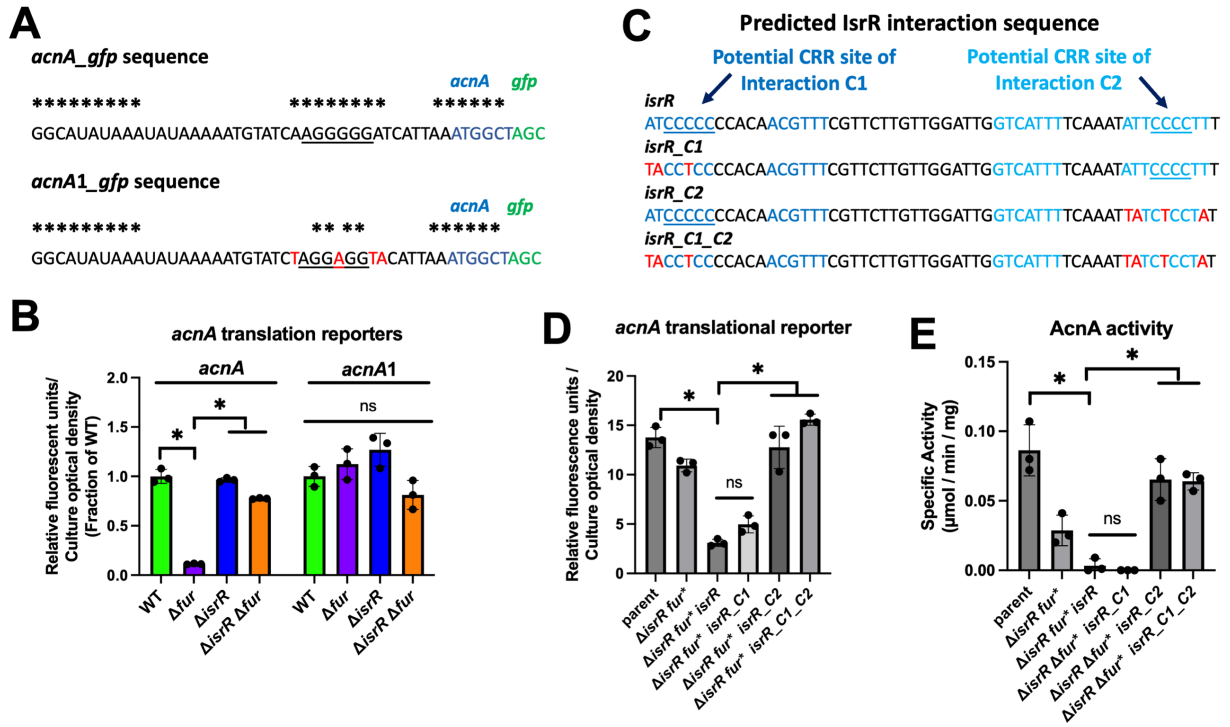 A
acnA_gfp sequence
acnA gfp
********* ******** ******
GGCAUAUAAAUAUAAAAATGTATCAAGGGGGATCATTAAATGGCTAGC
acnA1_gfp sequence
acnA gfp
********* ** ** ******
GGCAUAUAAAUAUAAAAATGTATCTAGGAGGTACATTAAATGGCTAGC
C
Predicted IsrR interaction sequence
Potential CRR site of Interaction C1
Potential CRR site of Interaction C2
isrR
ATCCCCCCCACAACGTTTCGTTCTTGTTGGATTGGTCATTTTCAAATATTCCCCTTT
isrR_C1
TACCTCCCCACAACGTTTCGTTCTTGTTGGATTGGTCATTTTCAAATATTCCCCTTT
isrR_C2
ATCCCCCCCACAACGTTTCGTTCTTGTTGGATTGGTCATTTTCAAATTATCTCCTAT
isrR_C1_C2
TACCTCCCCACAACGTTTCGTTCTTGTTGGATTGGTCATTTTCAAATTATCTCCTAT
B
acnA translation reporters
acnA
acnA1
*
*
ns
Relative fluorescent units/
Culture optical density
(Fraction of WT)
1.0
2.0
1.5
1.0
0.5
0.0
WT
Δfur
ΔisrR
ΔisrR Δfur
WT
Δfur
ΔisrR
ΔisrR Δfur
D
acnA translational reporter
*
*
ns
Relative fluorescence units /
Culture optical density
20
15
10
5
0
parent
ΔisrR fur*
ΔisrR fur* isrR
ΔisrR fur* isrR_C1
ΔisrR fur* isrR_C2
ΔisrR fur* isrR_C1_C2
E
AcnA activity
*
*
ns
Specific Activity
(µmol / min / mg)
0.15
0.10
0.05
0.00
parent
ΔisrR fur*
ΔisrR fur* isrR
ΔisrR Δfur* isrR_C1
ΔisrR Δfur* isrR_C2
ΔisrR Δfur* isrR_C1_C2